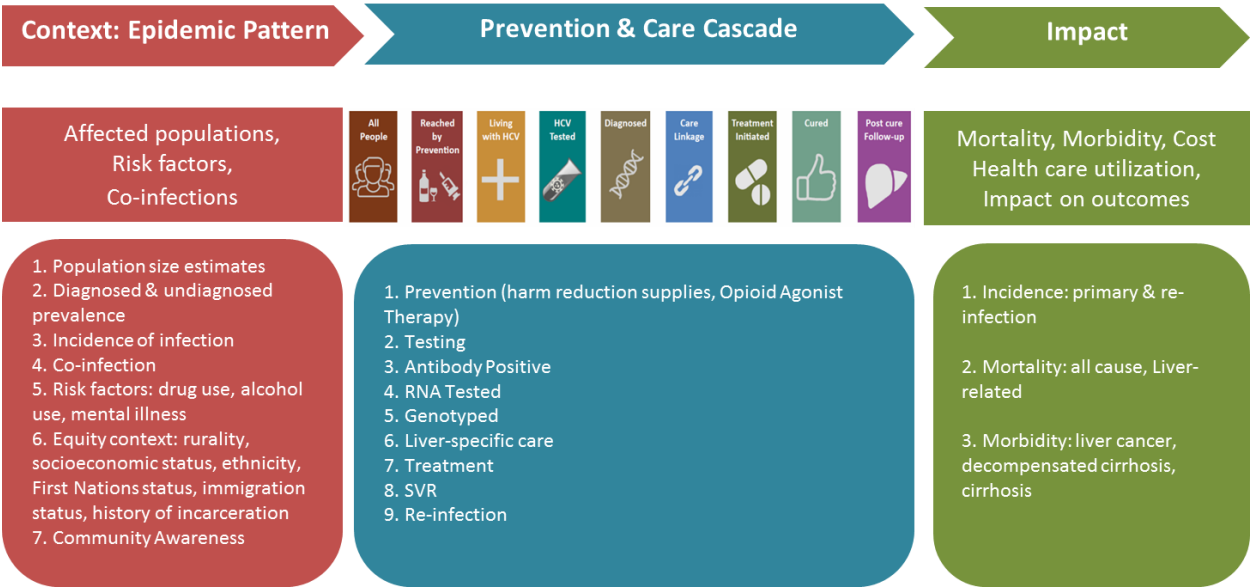 Context: Epidemic Pattern
Prevention & Care Cascade
Impact
Affected populations,
Risk factors,
Co-infections
All
People
Reached
by
Prevention
Living
with HCV
HCV
Tested
Diagnosed
Care
Linkage
Treatment
Initiated
Cured
Post cure
Follow-up
Mortality, Morbidity, Cost
Health care utilization,
Impact on outcomes
1. Population size estimates
2. Diagnosed & undiagnosed
prevalence
3. Incidence of infection
4. Co-infection
5. Risk factors: drug use, alcohol
use, mental illness
6. Equity context: rurality,
socioeconomic status, ethnicity,
First Nations status, immigration
status, history of incarceration
7. Community Awareness
1. Prevention (harm reduction supplies, Opioid Agonist
Therapy)
2. Testing
3. Antibody Positive
4. RNA Tested
5. Genotyped
6. Liver-specific care
7. Treatment
8. SVR
9. Re-infection
1. Incidence: primary & re-
infection
2. Mortality: all cause, Liver-
related
3. Morbidity: liver cancer,
decompensated cirrhosis,
cirrhosis